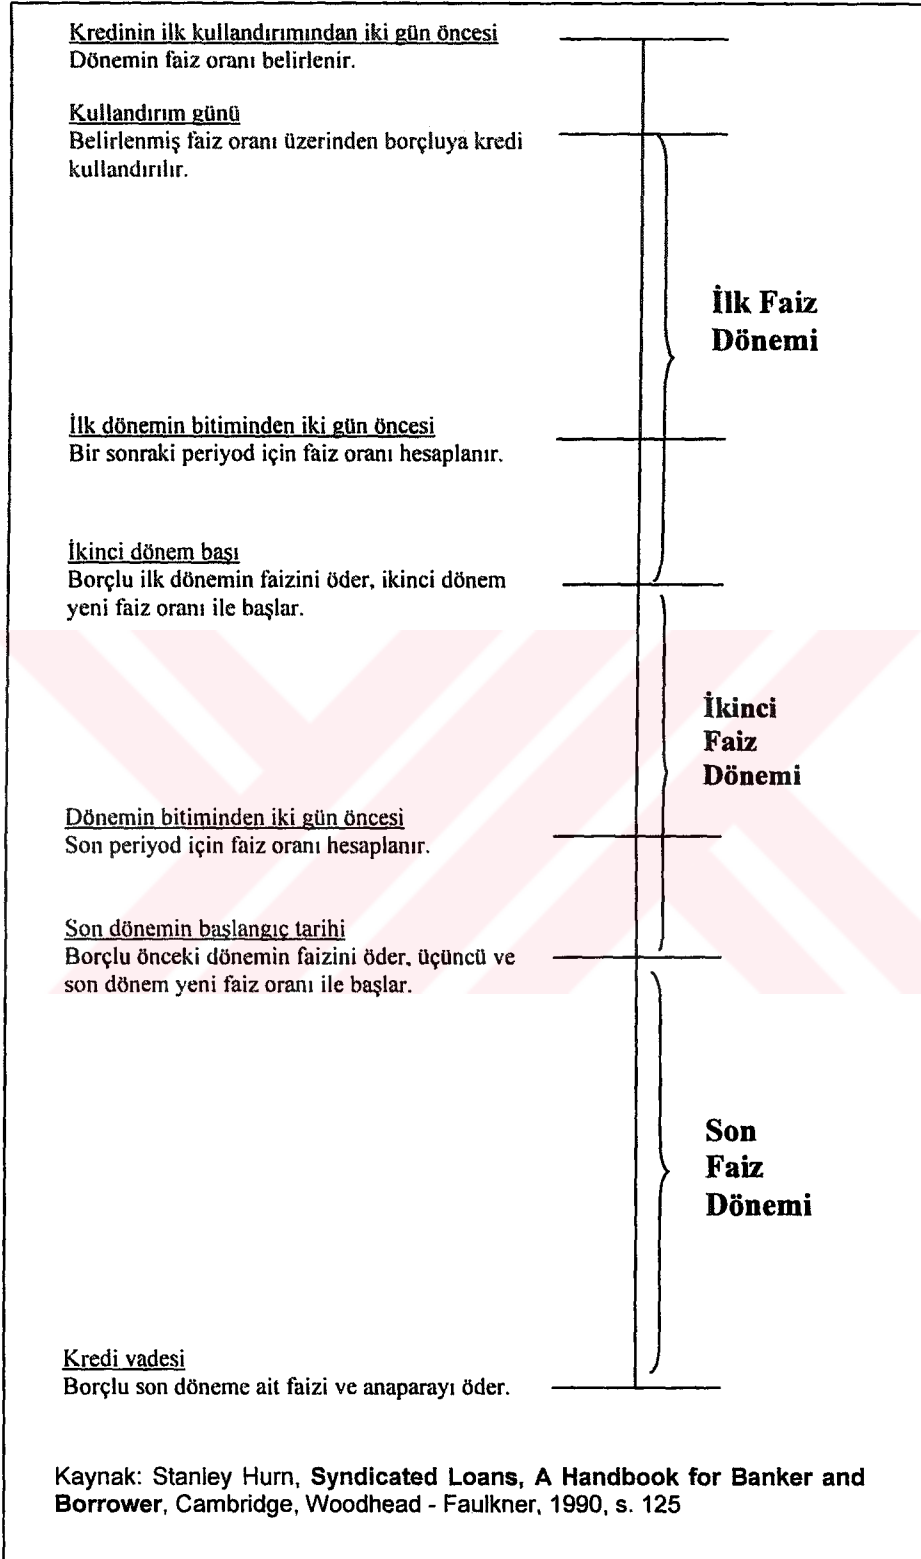 Kredinin ilk kullandırımından iki gün öncesi
Dönemin faiz oranı belirlenir.
Kullandırım günü
Belirlenmiş faiz oranı üzerinden borçluya kredi
kullandırılır.
İlk Faiz
Dönemi
İlk dönemin bitiminden iki gün öncesi
Bir sonraki periyod için faiz oranı hesaplanır.
İkinci dönem başı
Borçlu ilk dönemin faizini öder, ikinci dönem
yeni faiz oranı ile başlar.
İkinci
Faiz
Dönemi
Dönemin bitiminden iki gün öncesi
Son periyod için faiz oranı hesaplanır.
Son dönemin başlangıç tarihi
Borçlu önceki dönemin faizini öder, üçüncü ve
son dönem yeni faiz oranı ile başlar.
Son
Faiz
Dönemi
Kredi vadesi
Borçlu son döneme ait faizi ve anaparayı öder.
Kaynak: Stanley Hurn, Syndicated Loans, A Handbook for Banker and
Borrower, Cambridge, Woodhead - Faulkner, 1990, s. 125